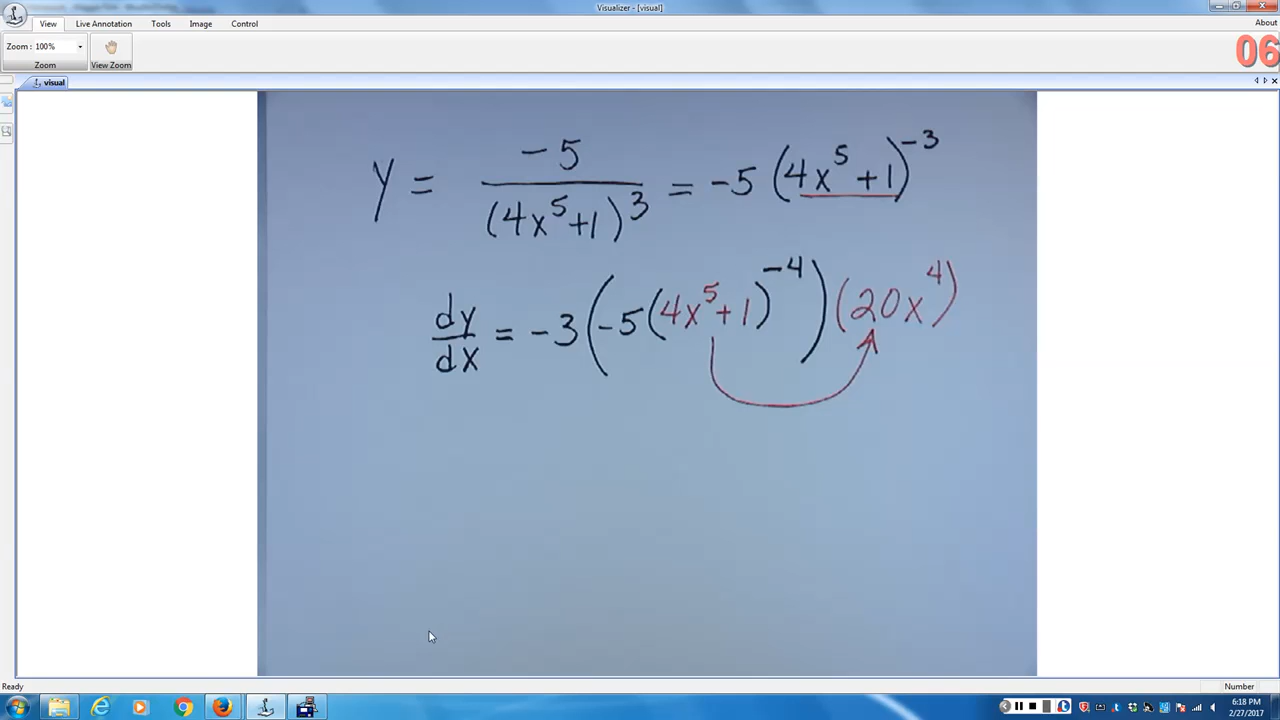 Visualizer - [visual]
View Live Annotation Tools Image Control
About
Zoom : 100%
View Zoom
Zoom
06
visual
y = -5 / (4x^5+1)^3 = -5 (4x^5+1)^-3
dy/dx = -3(-5(4x^5+1)^-4)(20x^4)
Ready
Number
6:18 PM
2/27/2017